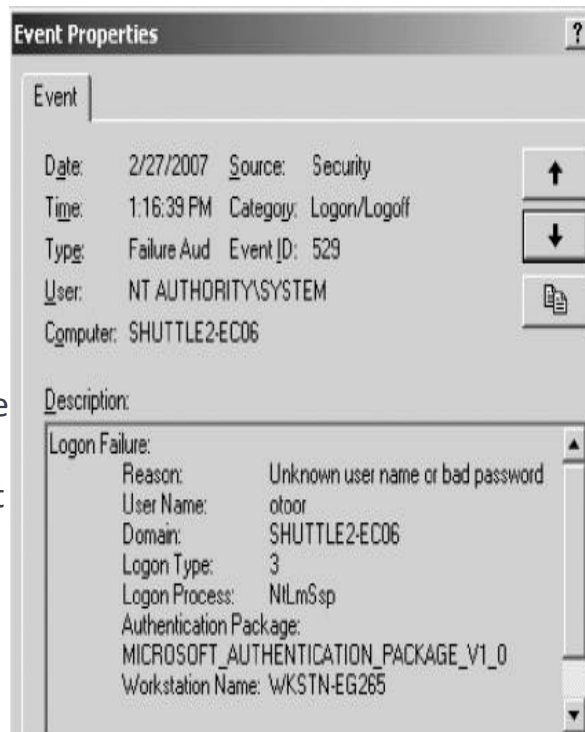 Event Properties
?
Event
Date: 2/27/2007 Source: Security
Time: 1:16:39 PM Category: Logon/Logoff
Type: Failure Aud Event ID: 529
User: NT AUTHORITY\SYSTEM
Computer: SHUTTLE2-EC06
Description:
Logon Failure:
Reason: Unknown user name or bad password
User Name: otoor
Domain: SHUTTLE2-EC06
Logon Type: 3
Logon Process: NtLmSsp
Authentication Package:
MICROSOFT_AUTHENTICATION_PACKAGE_V1_0
Workstation Name: WKSTN-EG265